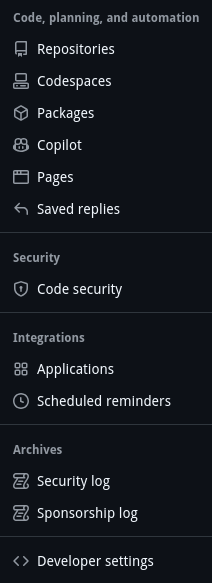 Code, planning, and automation
Repositories
Codespaces
Packages
Copilot
Pages
Saved replies
Security
Code security
Integrations
Applications
Scheduled reminders
Archives
Security log
Sponsorship log
Developer settings